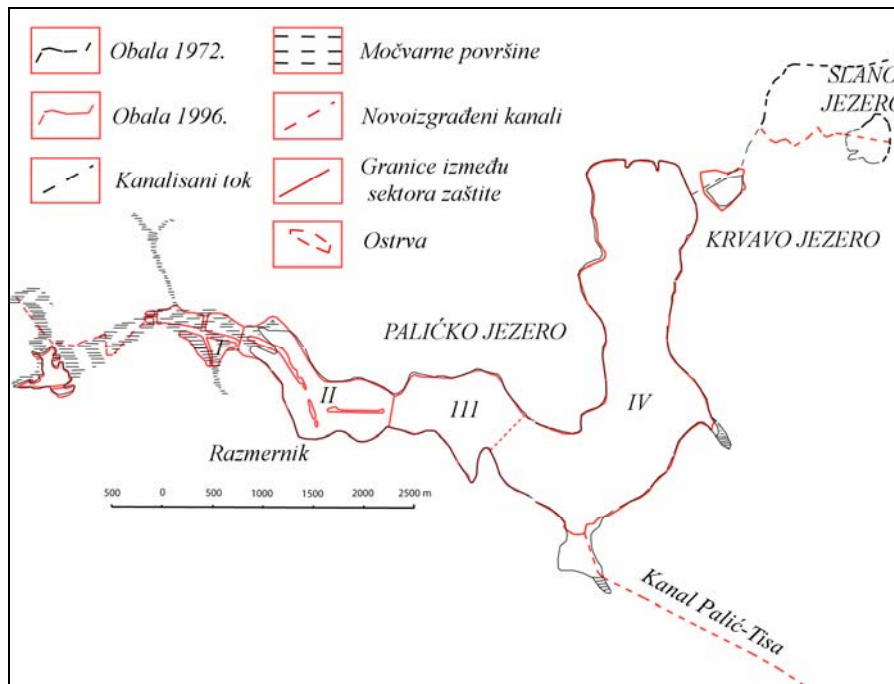 Obala 1972.
Močvarne površine
Obala 1996.
Novoizgrađeni kanali
Kanalisani tok
Granice između
sektora zaštite
Ostrva
SLANO
JEZERO
KRVAVO JEZERO
PALIĆKO JEZERO
I
II
III
IV
Razmernik
500 0 500 1000 1500 2000 2500 m
Kanal Palić-Tisa